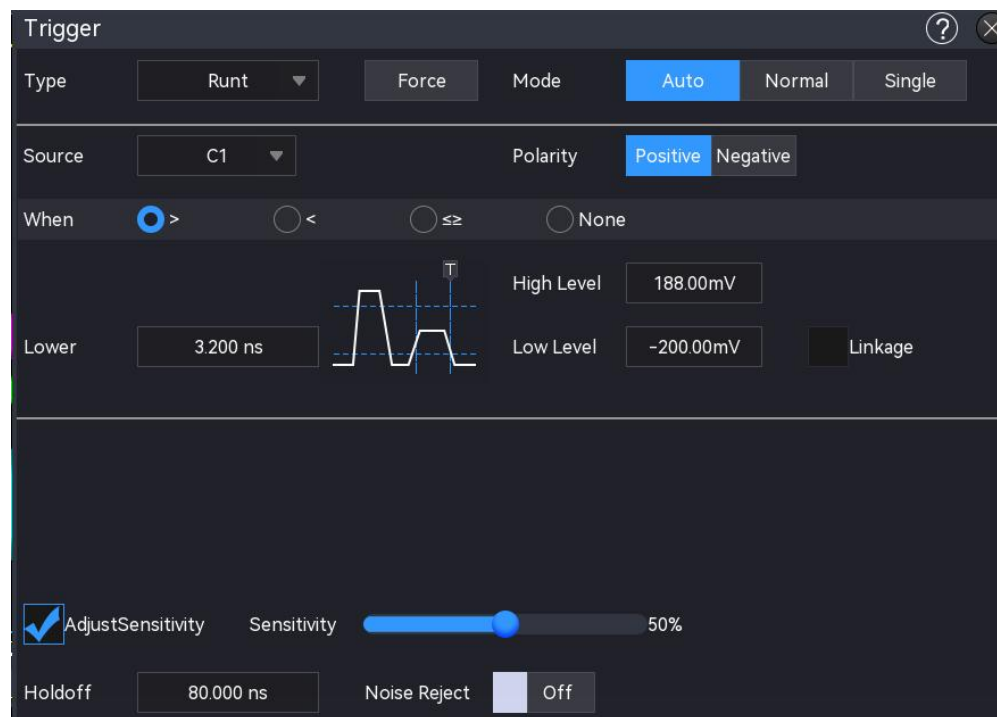 Trigger ?
Type Runt Force Mode Auto Normal Single
Source C1 Polarity Positive Negative
When > < ≤≥ None
T
High Level 188.00mV
Lower 3.200 ns Low Level -200.00mV Linkage
AdjustSensitivity Sensitivity 50%
Holdoff 80.000 ns Noise Reject Off